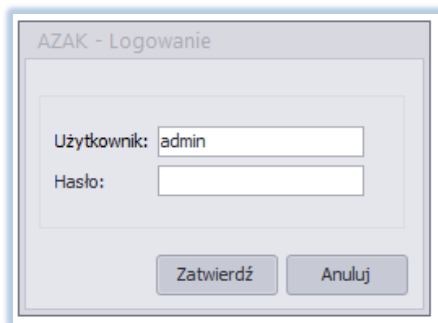 AZAK - Logowanie
Użytkownik: admin
Hasło:
Zatwierdź Anuluj